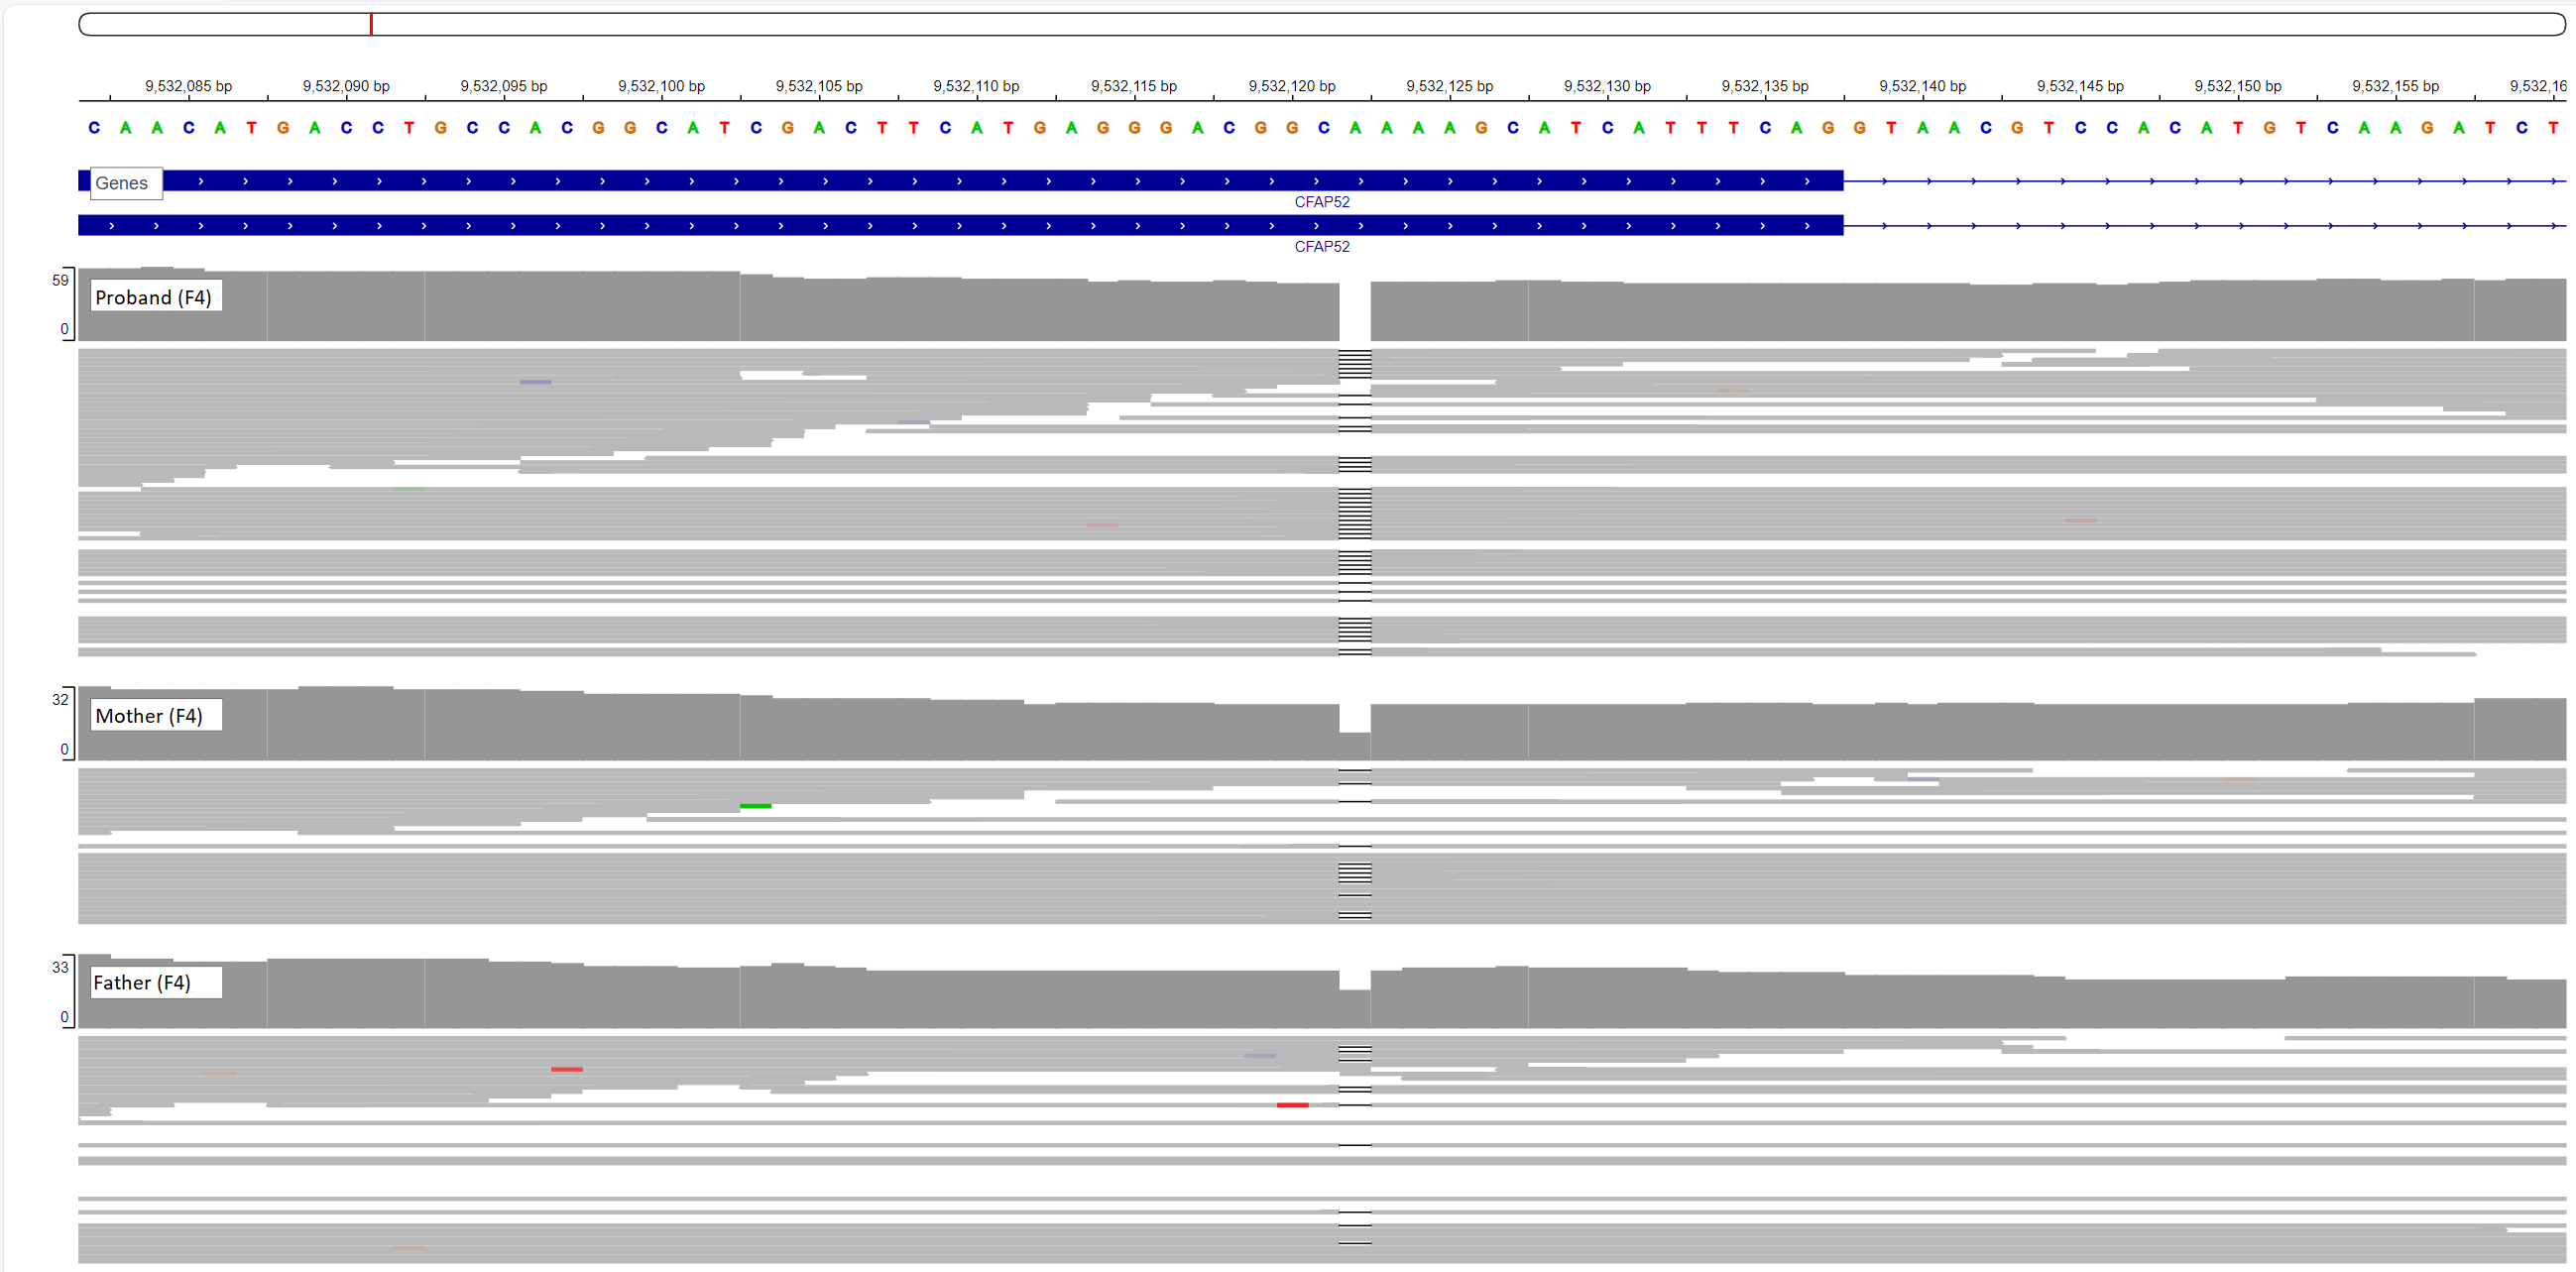 9,532,085 bp 9,532,090 bp 9,532,095 bp 9,532,100 bp 9,532,105 bp 9,532,110 bp 9,532,115 bp 9,532,120 bp 9,532,125 bp 9,532,130 bp 9,532,135 bp 9,532,140 bp 9,532,145 bp 9,532,150 bp 9,532,155 bp 9,532,16
C A A C A T G A C C T G C C A C G G C A T C G A C T T C A T G A G G G A C G G C A A A A G C A T C A T T T C A G G T A A C G T C C A C A T G T C A A G A T C T
Genes
CFAP52
CFAP52
59
Proband (F4)
0
32
Mother (F4)
0
33
Father (F4)
0